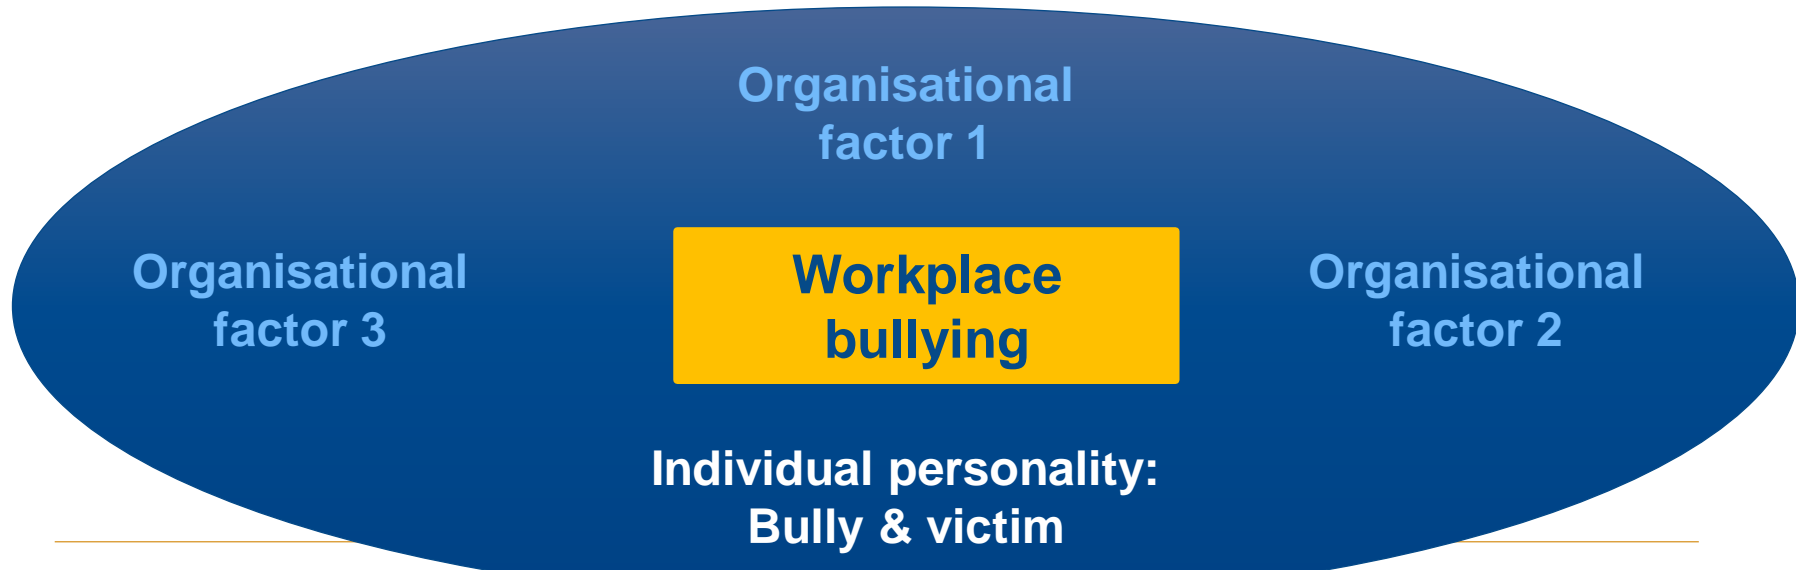 Organisational
factor 1
Organisational
factor 3
Workplace
bullying
Organisational
factor 2
Individual personality:
Bully & victim